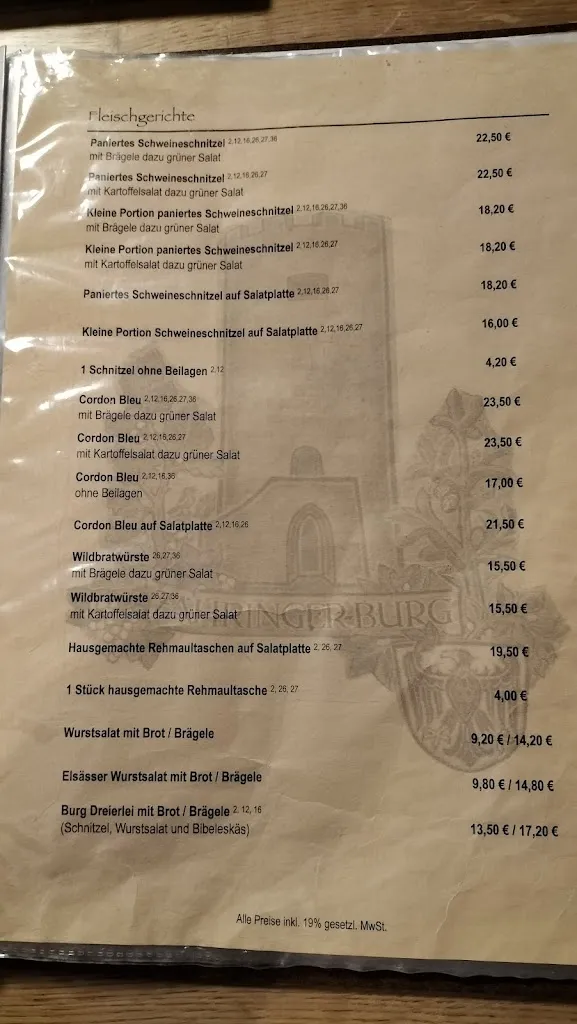 Fleischgerichte
Paniertes Schweineschnitzel 2,12,16,26,27,36 22,50 €
mit Brägele dazu grüner Salat
Paniertes Schweineschnitzel 2,12,16,26,27 22,50 €
mit Kartoffelsalat dazu grüner Salat
Kleine Portion paniertes Schweineschnitzel 2,12,16,26,27,36 18,20 €
mit Brägele dazu grüner Salat
Kleine Portion paniertes Schweineschnitzel 2,12,16,26,27 18,20 €
mit Kartoffelsalat dazu grüner Salat
Paniertes Schweineschnitzel auf Salatplatte 2,12,16,26,27 18,20 €
Kleine Portion Schweineschnitzel auf Salatplatte 2,12,16,26,27 16,00 €
1 Schnitzel ohne Beilagen 2,12 4,20 €
Cordon Bleu 2,12,16,26,27,36 23,50 €
mit Brägele dazu grüner Salat
Cordon Bleu 2,12,16,26,27 23,50 €
mit Kartoffelsalat dazu grüner Salat
Cordon Bleu 2,12,16,36 17,00 €
ohne Beilagen
Cordon Bleu auf Salatplatte 2,12,16,26 21,50 €
Wildbratwürste 26,27,36 15,50 €
mit Brägele dazu grüner Salat
Wildbratwürste 26,27,36 15,50 €
mit Kartoffelsalat dazu grüner Salat
RINGER-BURG
Hausgemachte Rehmaultaschen auf Salatplatte 2, 26, 27 19,50 €
1 Stück hausgemachte Rehmaultasche 2, 26, 27 4,00 €
Wurstsalat mit Brot / Brägele 9,20 € / 14,20 €
Elsässer Wurstsalat mit Brot / Brägele 9,80 € / 14,80 €
Burg Dreierlei mit Brot / Brägele 2, 12, 16 13,50 € / 17,20 €
(Schnitzel, Wurstsalat und Bibeleskäs)
Alle Preise inkl. 19% gesetzl. MwSt.